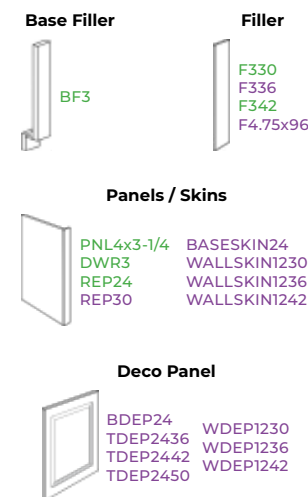 Base Filler
BF3
Filler
F330
F336
F342
F4.75x96
Panels / Skins
PNL4x3-1/4
DWR3
REP24
REP30
BASESKIN24
WALLSKIN1230
WALLSKIN1236
WALLSKIN1242
Deco Panel
BDEP24
TDEP2436
TDEP2442
TDEP2450
WDEP1230
WDEP1236
WDEP1242